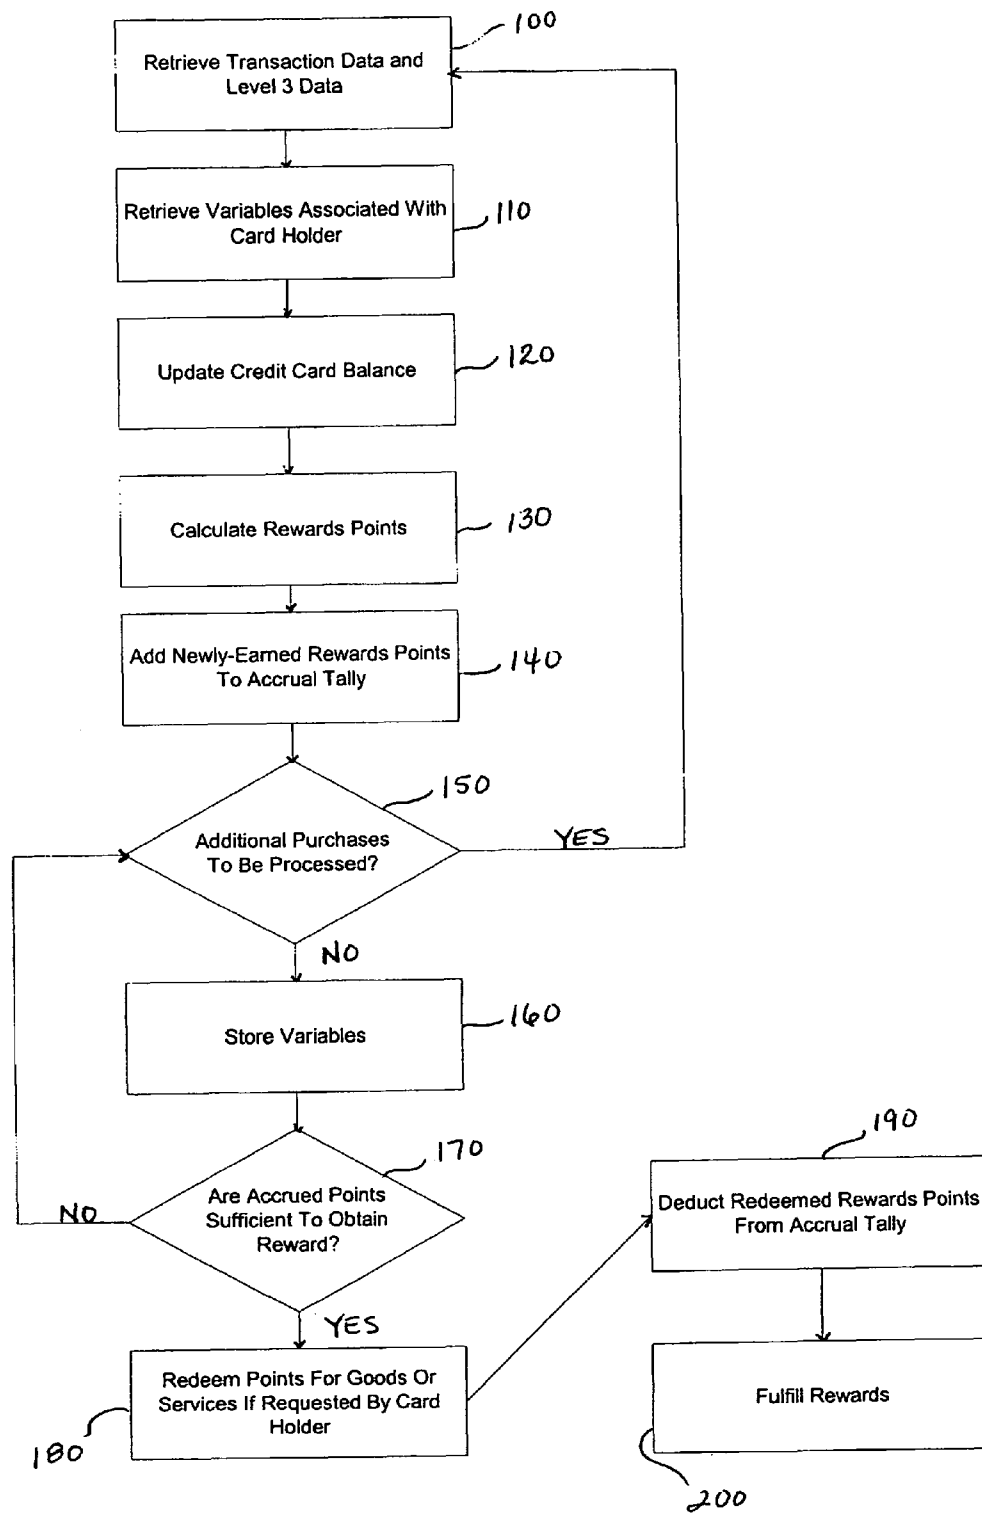 100
Retrieve Transaction Data and
Level 3 Data
Retrieve Variables Associated With
Card Holder
110
Update Credit Card Balance
120
Calculate Rewards Points
130
Add Newly-Earned Rewards Points
To Accrual Tally
140
150
Additional Purchases
To Be Processed?
YES
NO
Store Variables
160
170
Are Accrued Points
Sufficient To Obtain
Reward?
NO
YES
Redeem Points For Goods Or
Services If Requested By Card
Holder
180
190
Deduct Redeemed Rewards Points
From Accrual Tally
Fulfill Rewards
200